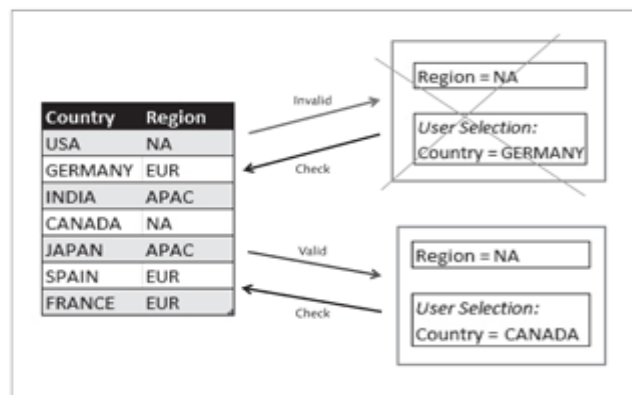 Country Region
USA NA
GERMANY EUR
INDIA APAC
CANADA NA
JAPAN APAC
SPAIN EUR
FRANCE EUR
Invalid
Check
Region = NA
User Selection:
Country = GERMANY
Valid
Check
Region = NA
User Selection:
Country = CANADA